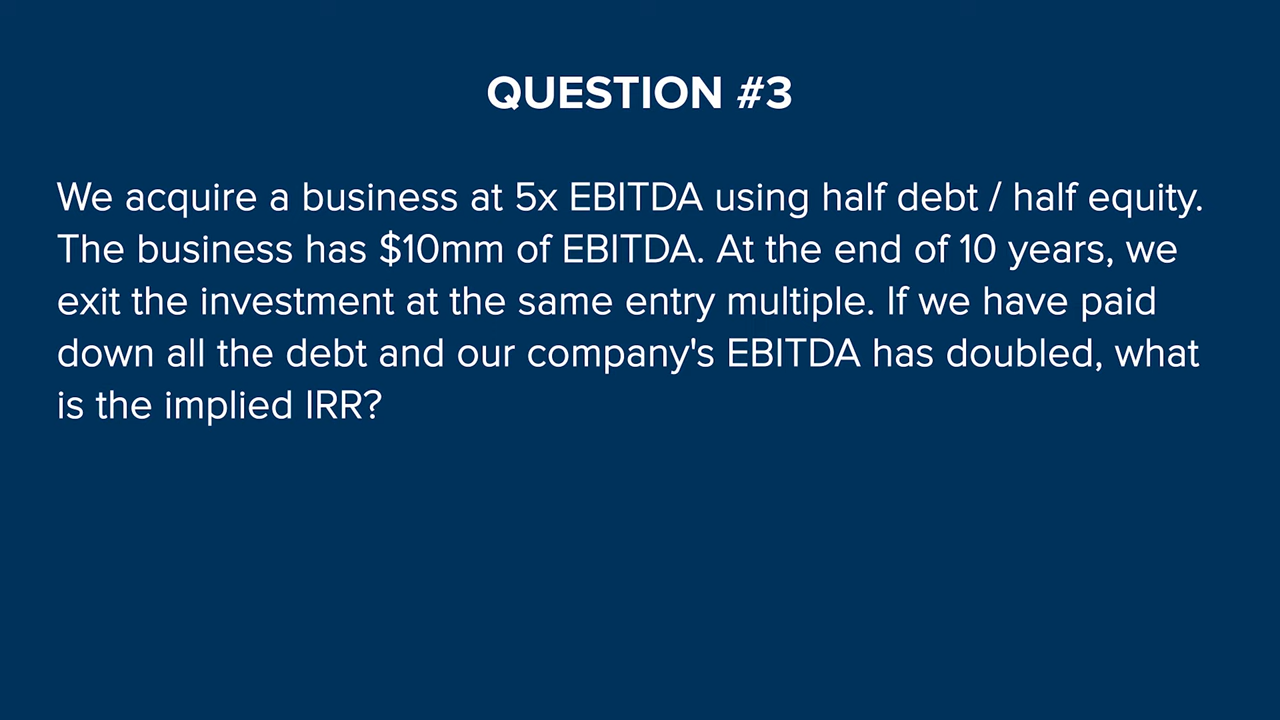 QUESTION #3
We acquire a business at 5x EBITDA using half debt / half equity.
The business has $10mm of EBITDA. At the end of 10 years, we
exit the investment at the same entry multiple. If we have paid
down all the debt and our company's EBITDA has doubled, what
is the implied IRR?